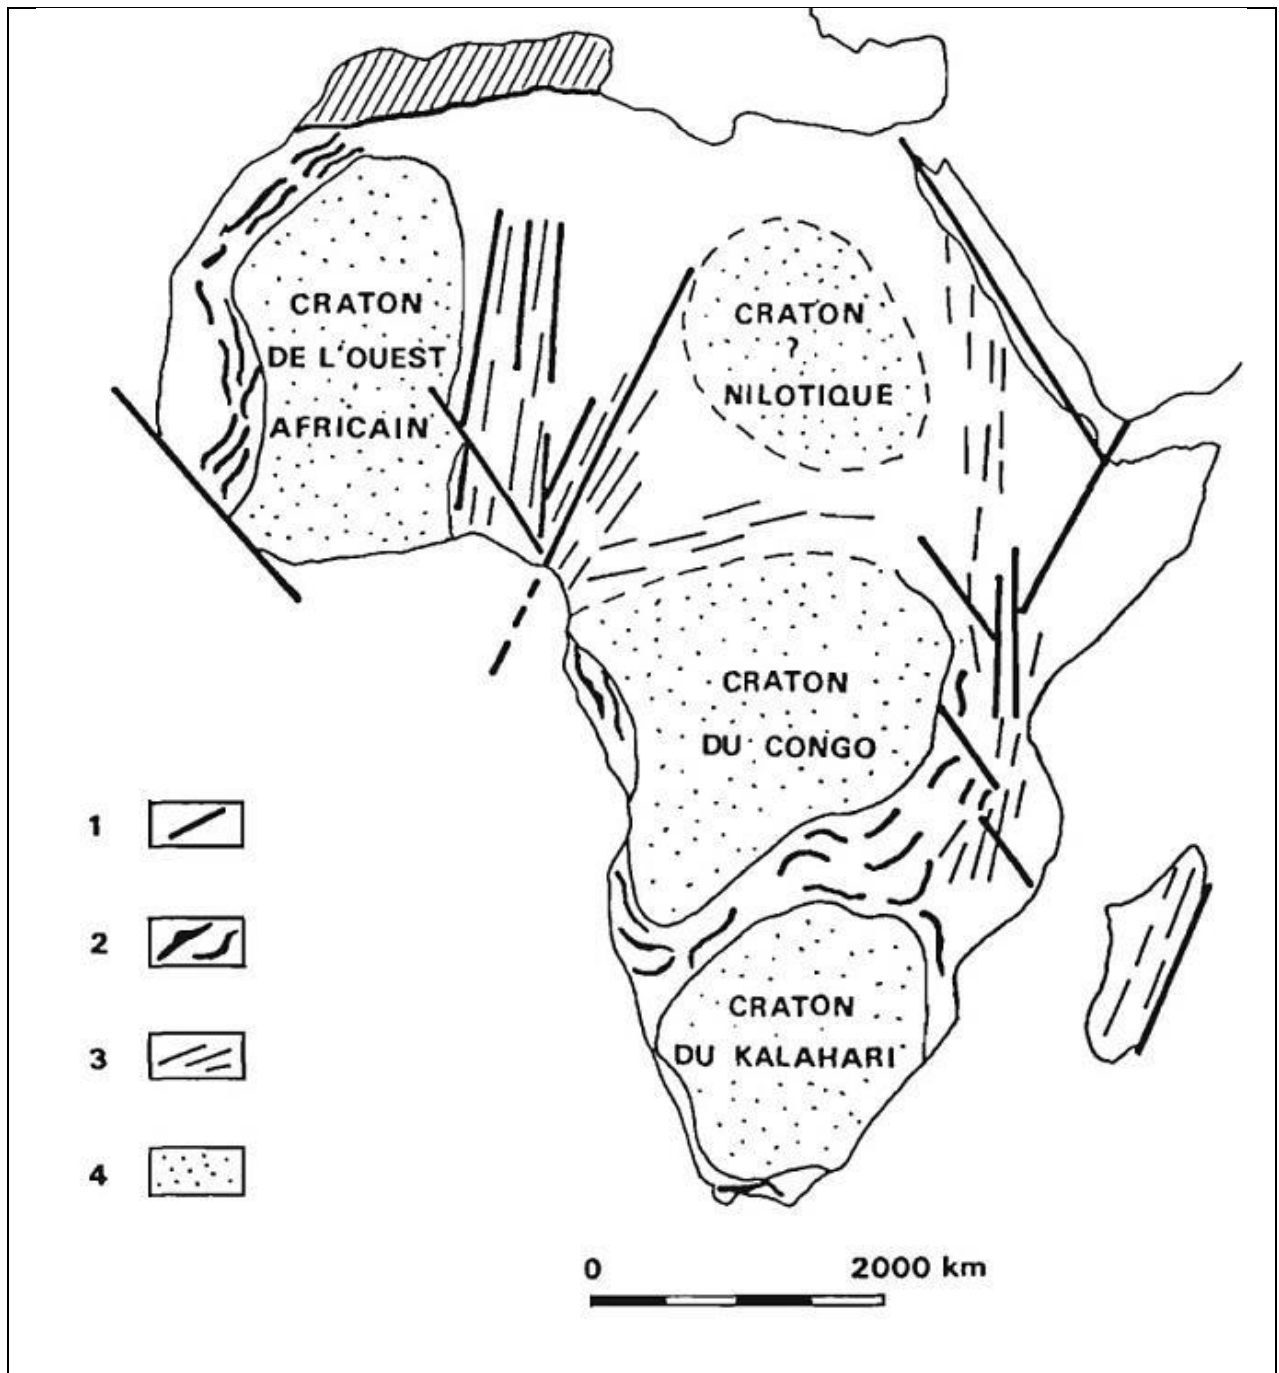 CRATON
DE L'OUEST
AFRICAIN
CRATON
?
NILOTIQUE
CRATON
DU CONGO
CRATON
DU KALAHARI
1
2
3
4
0 2000 km